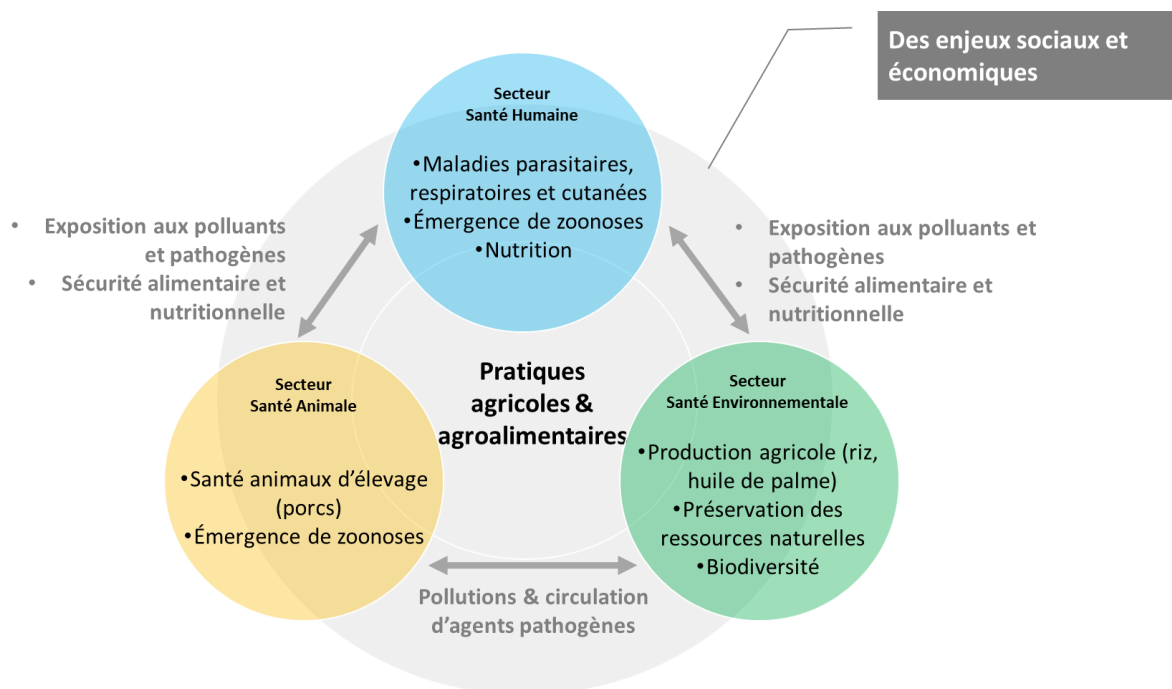 Des enjeux sociaux et
économiques
Secteur
Santé Humaine
•Maladies parasitaires,
respiratoires et cutanées
•Émergence de zoonoses
•Nutrition
• Exposition aux polluants
et pathogènes
• Sécurité alimentaire et
nutritionnelle
• Exposition aux polluants et
pathogènes
• Sécurité alimentaire et
nutritionnelle
Pratiques
agricoles &
agroalimentaires
Secteur
Santé Animale
•Santé animaux d’élevage
(porcs)
•Émergence de zoonoses
Secteur
Santé Environnementale
•Production agricole (riz,
huile de palme)
•Préservation des
ressources naturelles
•Biodiversité
Pollutions & circulation
d’agents pathogènes